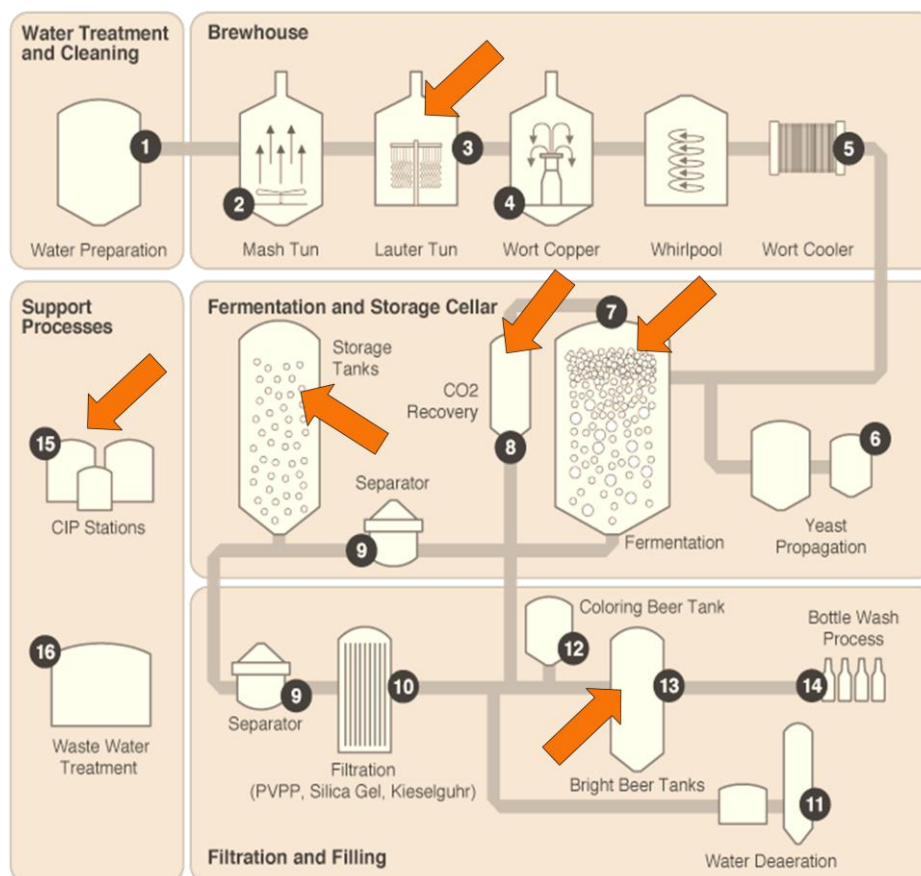 Water Treatment
and Cleaning
1
Water Preparation
Brewhouse
2
Mash Tun
3
Lauter Tun
4
Wort Copper
Whirlpool
5
Wort Cooler
Support
Processes
15
CIP Stations
16
Waste Water
Treatment
Fermentation and Storage Cellar
Storage
Tanks
CO2
Recovery
7
8
Separator
9
Fermentation
6
Yeast
Propagation
Coloring Beer Tank
12
Bottle Wash
Process
9
Separator
10
Filtration
(PVPP, Silica Gel, Kieselguhr)
13
Bright Beer Tanks
14
11
Water Deaeration
Filtration and Filling